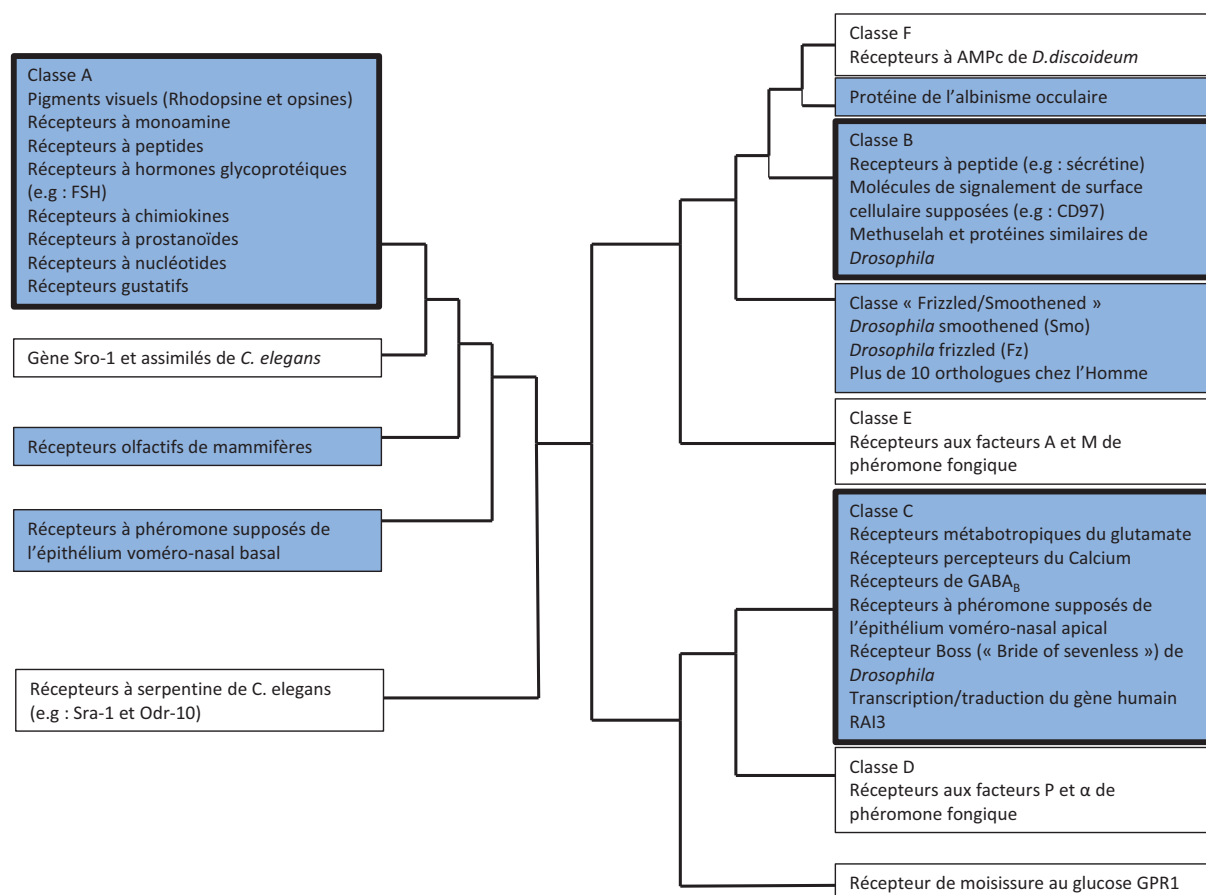 Classe A
Pigments visuels (Rhodopsine et opsines)
Récepteurs à monoamine
Récepteurs à peptides
Récepteurs à hormones glycoprotéiques
(e.g : FSH)
Récepteurs à chimiokines
Récepteurs à prostanoïdes
Récepteurs à nucléotides
Récepteurs gustatifs
Gène Sro-1 et assimilés de C. elegans
Récepteurs olfactifs de mammifères
Récepteurs à phéromone supposés de
l’épithélium voméro-nasal basal
Récepteurs à serpentine de C. elegans
(e.g : Sra-1 et Odr-10)
Classe F
Récepteurs à AMPc de D.discoideum
Protéine de l’albinisme occulaire
Classe B
Recepteurs à peptide (e.g : sécrétine)
Molécules de signalement de surface
cellulaire supposées (e.g : CD97)
Methuselah et protéines similaires de
Drosophila
Classe « Frizzled/Smoothened »
Drosophila smoothened (Smo)
Drosophila frizzled (Fz)
Plus de 10 orthologues chez l’Homme
Classe E
Récepteurs aux facteurs A et M de
phéromone fongique
Classe C
Récepteurs métabotropiques du glutamate
Récepteurs percepteurs du Calcium
Récepteurs de GABA_B
Récepteurs à phéromone supposés de
l’épithélium voméro-nasal apical
Récepteur Boss (« Bride of sevenless ») de
Drosophila
Transcription/traduction du gène humain
RAI3
Classe D
Récepteurs aux facteurs P et α de
phéromone fongique
Récepteur de moisissure au glucose GPR1